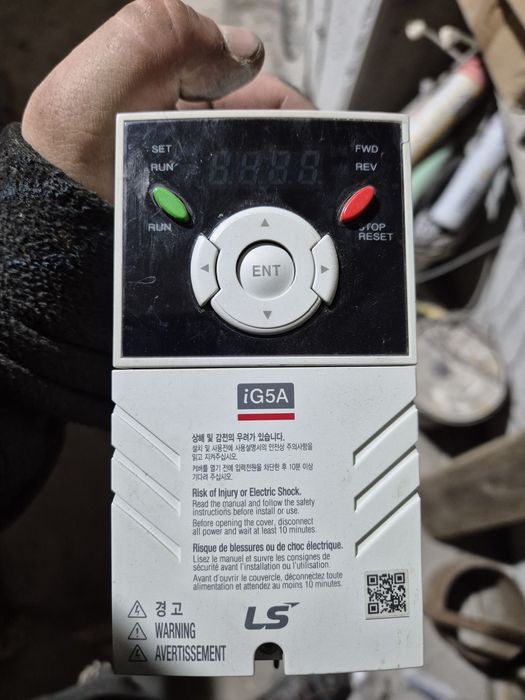 SET
FWD
RUN
REV
RUN
STOP
RESET
ENT
iG5A
상해 및 감전의 우려가 있습니다.
설치 및 사용전에 사용설명서의 안전상 주의사항을
읽고 지켜주십시오.
커버를 열기 전에 입력전원을 차단한 후 10분 이상
기다려 주십시오.
Risk of Injury or Electric Shock.
Read the manual and follow the safety
instructions before install or use.
Before opening the cover, disconnect
all power and wait at least 10 minutes.
Risque de blessures ou de choc électrique.
Lisez le manuel et suivre les consignes de
sécurité avant l'installation ou l'utilisation.
Avant d'ouvrir le couvercle, déconnectez toute
alimentation et attendez au moins 10 minutes.
경고
WARNING
AVERTISSEMENT
LS